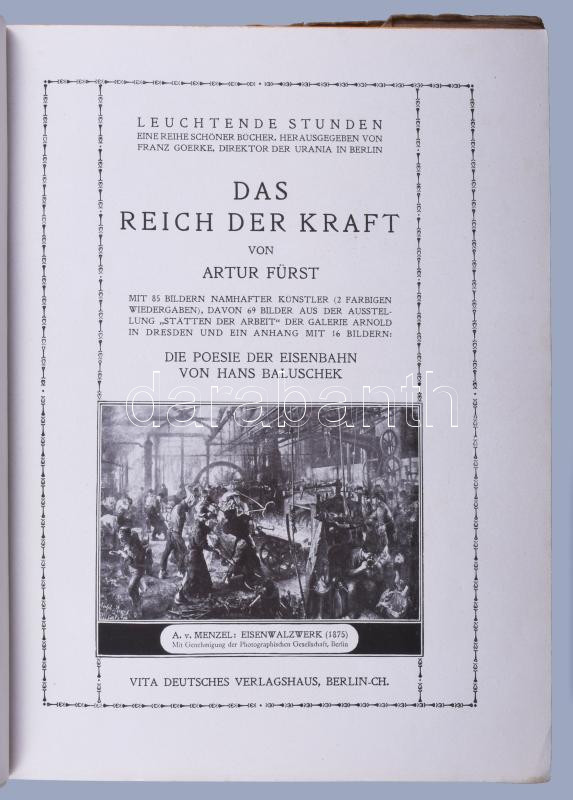 LEUCHTENDE STUNDEN
EINE REIHE SCHÖNER BÜCHER. HERAUSGEGEBEN VON
FRANZ GOERKE, DIREKTOR DER URANIA IN BERLIN
DAS
REICH DER KRAFT
VON
ARTUR FÜRST
MIT 85 BILDERN NAMHAFTER KÜNSTLER (2 FARBIGEN
WIEDERGABEN), DAVON 69 BILDER AUS DER AUSSTEL-
LUNG „STÄTTEN DER ARBEIT“ DER GALERIE ARNOLD
IN DRESDEN UND EIN ANHANG MIT 16 BILDERN:
DIE POESIE DER EISENBAHN
VON HANS BALUSCHEK
darabanth
A. v. MENZEL: EISENWALZWERK (1875)
Mit Genehmigung der Photographischen Gesellschaft, Berlin
VITA DEUTSCHES VERLAGSHAUS, BERLIN-CH.